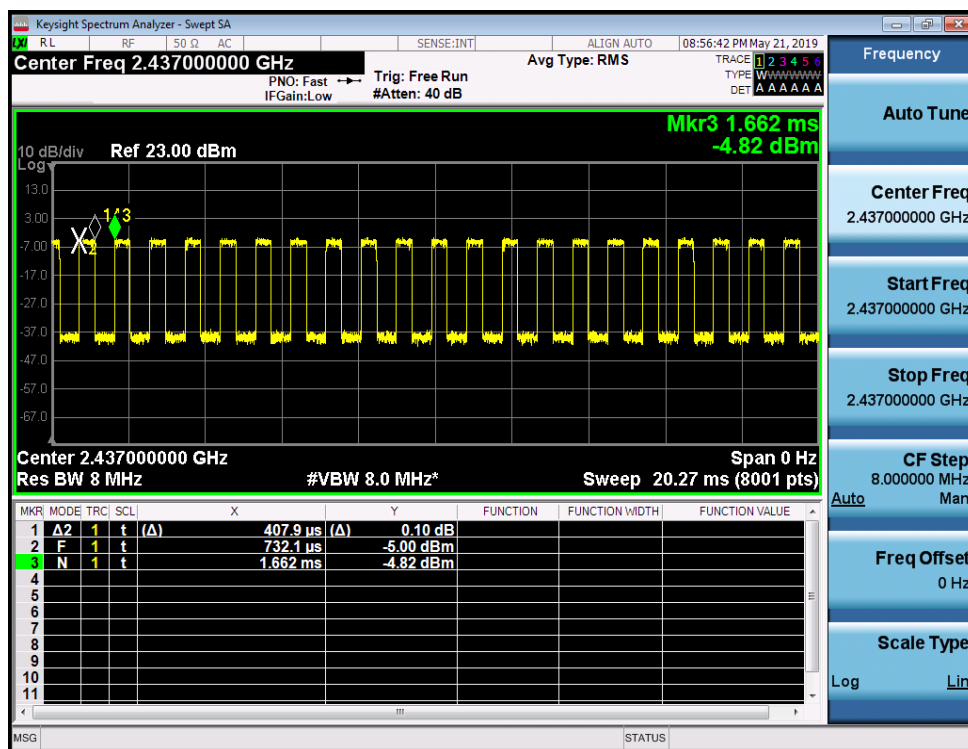 Keysight Spectrum Analyzer - Swept SA
LXI RL RF 50 Ω AC SENSE:INT ALIGN AUTO 08:56:42 PM May 21, 2019
Center Freq 2.437000000 GHz
PNO: Fast
IFGain:Low
Trig: Free Run
#Atten: 40 dB
Avg Type: RMS
TRACE 1 2 3 4 5 6
TYPE WWWWWW
DET A A A A A A
Mkr3 1.662 ms
-4.82 dBm
10 dB/div Ref 23.00 dBm
Log
13.0
3.00
-7.00
-17.0
-27.0
-37.0
-47.0
-57.0
-67.0
2
3
Center 2.437000000 GHz Span 0 Hz
Res BW 8 MHz #VBW 8.0 MHz* Sweep 20.27 ms (8001 pts)
MKR MODE TRC SCL X Y FUNCTION FUNCTION WIDTH FUNCTION VALUE
1 Δ2 1 t (Δ) 407.9 µs (Δ) 0.10 dB
2 F 1 t 732.1 µs -5.00 dBm
3 N 1 t 1.662 ms -4.82 dBm
4
5
6
7
8
9
10
11
MSG STATUS
Frequency
Auto Tune
Center Freq
2.437000000 GHz
Start Freq
2.437000000 GHz
Stop Freq
2.437000000 GHz
CF Step
8.000000 MHz
Auto Man
Freq Offset
0 Hz
Scale Type
Log Lin